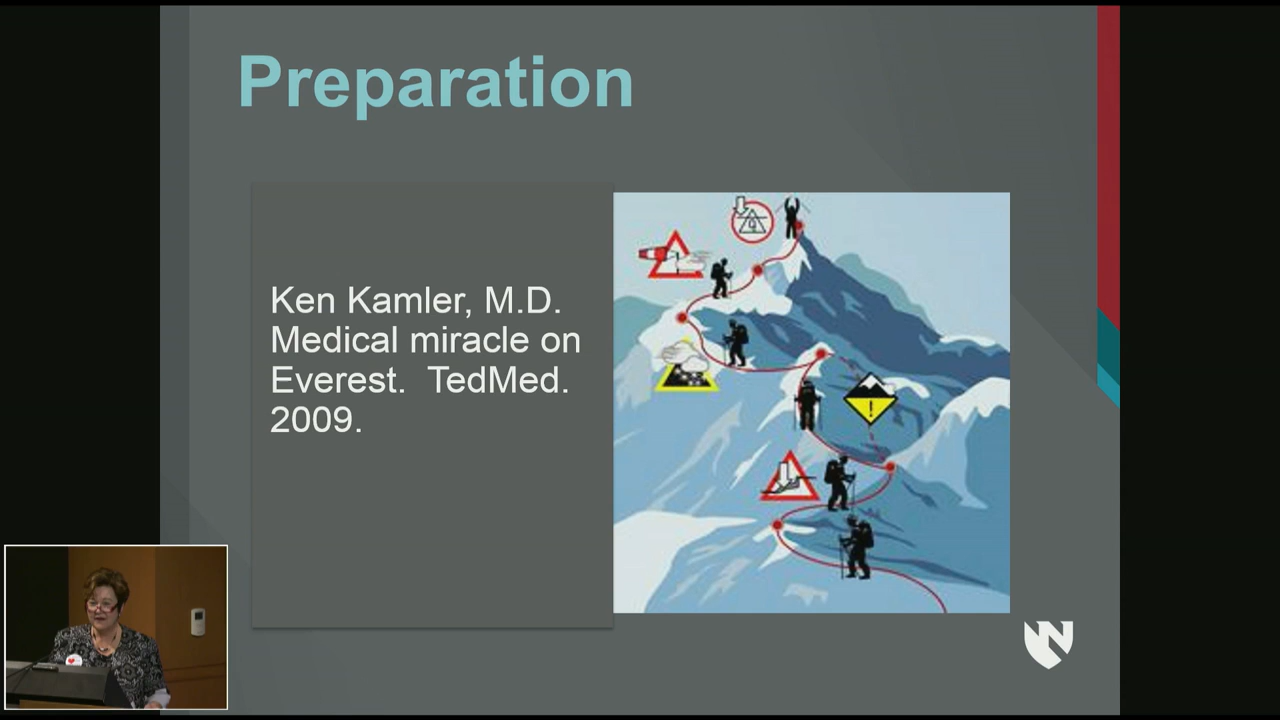 Preparation
Ken Kamler, M.D.
Medical miracle on
Everest.  TedMed.
2009.